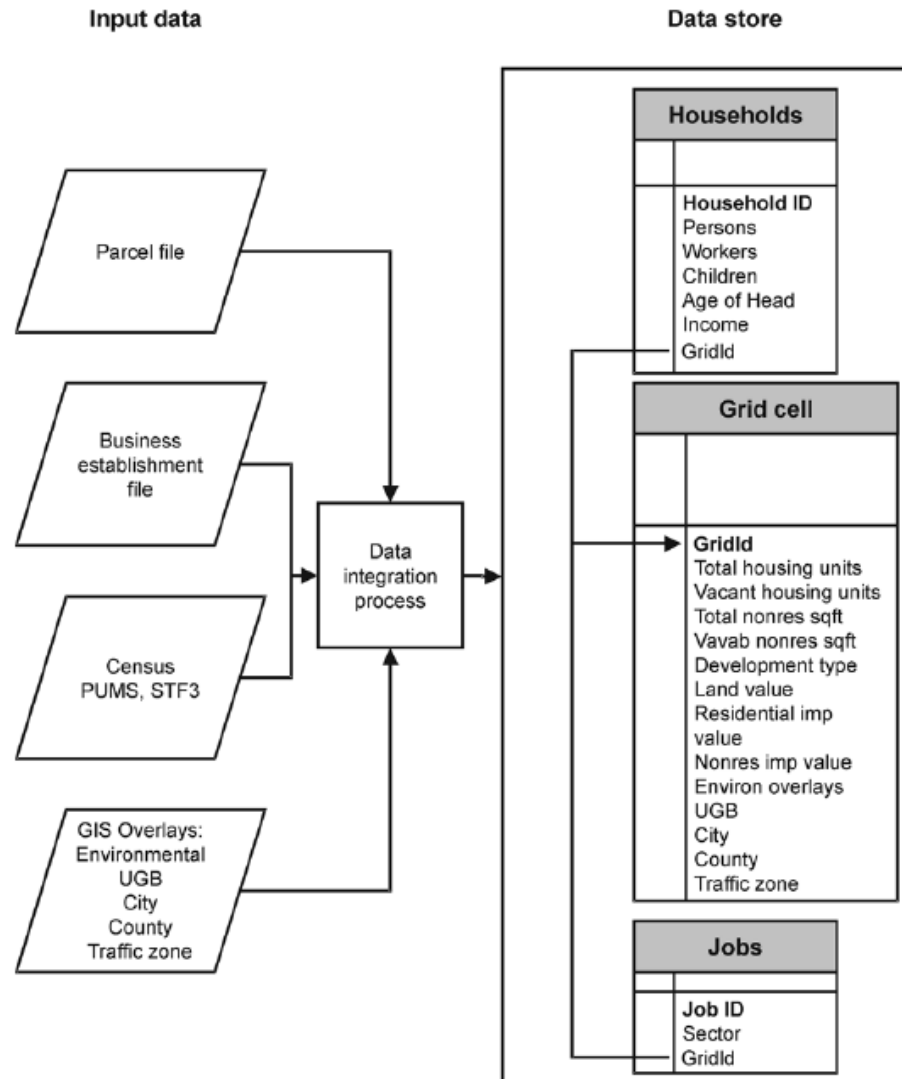 Input data
Data store
Parcel file
Business
establishment
file
Census
PUMS, STF3
GIS Overlays:
Environmental
UGB
City
County
Traffic zone
Data
integration
process
Households
Household ID
Persons
Workers
Children
Age of Head
Income
GridId
Grid cell
GridId
Total housing units
Vacant housing units
Total nonres sqft
Vavab nonres sqft
Development type
Land value
Residential imp
value
Nonres imp value
Environ overlays
UGB
City
County
Traffic zone
Jobs
Job ID
Sector
GridId